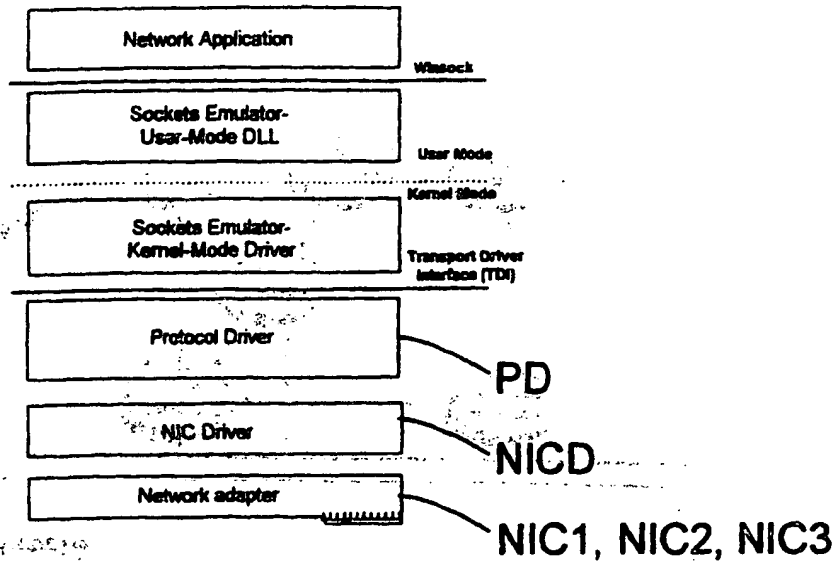 Network Application
Winsock
Sockets Emulator-
User-Mode DLL
User Mode
Kernel Mode
Sockets Emulator-
Kernel-Mode Driver
Transport Driver
Interface (TDI)
Protocol Driver
PD
NIC Driver
NICD
Network adapter
NIC1, NIC2, NIC3